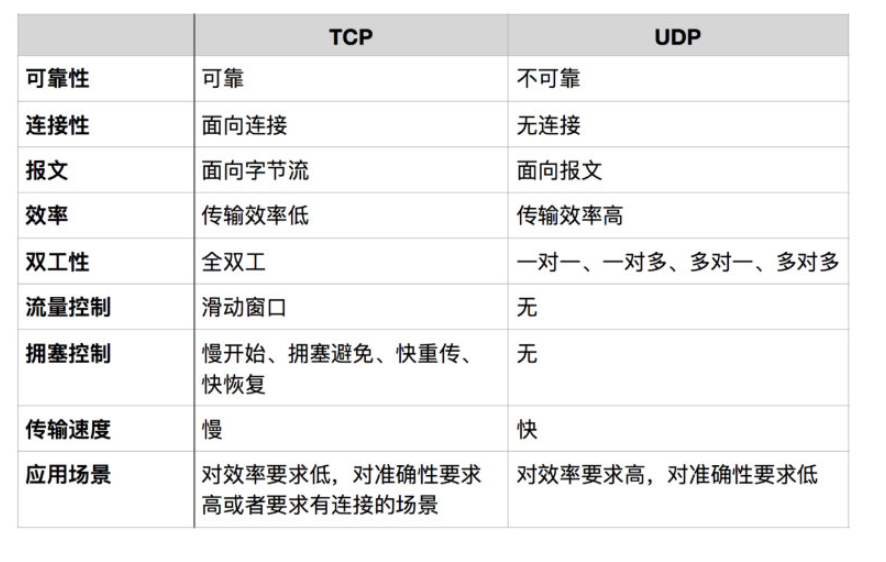 TCP UDP
可靠性 可靠 不可靠
连接性 面向连接 无连接
报文 面向字节流 面向报文
效率 传输效率低 传输效率高
双工性 全双工 一对一、一对多、多对一、多对多
流量控制 滑动窗口 无
拥塞控制 慢开始、拥塞避免、快重传、 无
快恢复
传输速度 慢 快
应用场景 对效率要求低，对准确性要求 对效率要求高，对准确性要求低
高或者要求有连接的场景